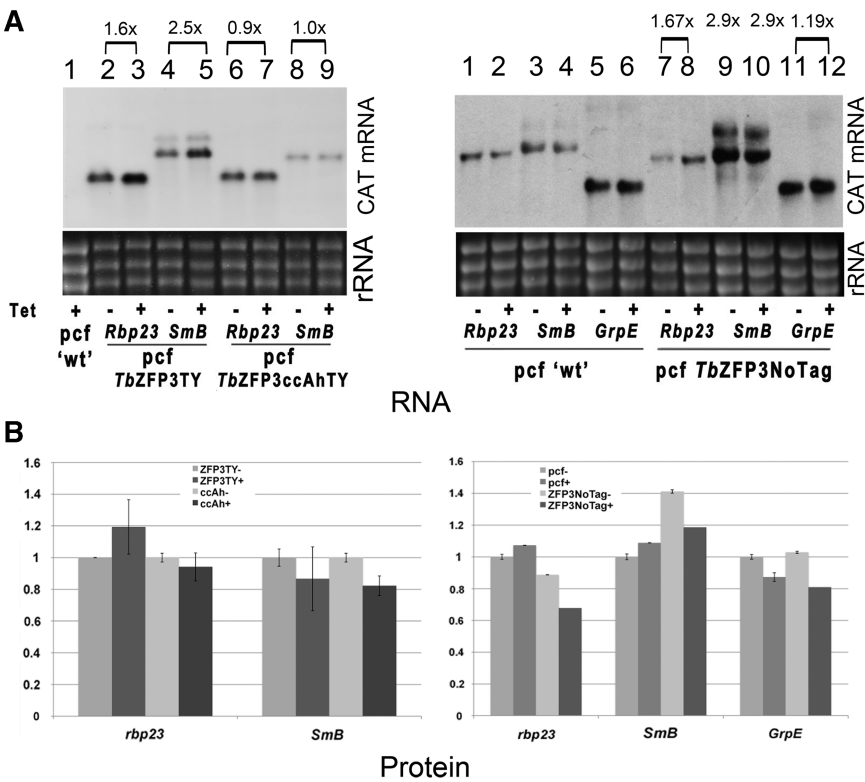 A
1.6x 2.5x 0.9x 1.0x
1 2 3 4 5 6 7 8 9
CAT mRNA
rRNA
Tet + - + - + - + - +
pcf 'wt'
Rbp23 SmB Rbp23 SmB
pcf TbZFP3TY
pcf TbZFP3ccAhTY
1.67x 2.9x 2.9x 1.19x
1 2 3 4 5 6 7 8 9 10 11 12
CAT mRNA
rRNA
- + - + - + - + - + - +
Rbp23 SmB GrpE Rbp23 SmB GrpE
pcf 'wt' pcf TbZFP3NoTag
RNA
B
1.6
1.4
1.2
1
0.8
0.6
0.4
0.2
0
ZFP3TY-
ZFP3TY+
ccAh-
ccAh+
rbp23 SmB
1.6
1.4
1.2
1
0.8
0.6
0.4
0.2
0
pcf-
pcf+
ZFP3NoTag-
ZFP3NoTag+
rbp23 SmB GrpE
Protein